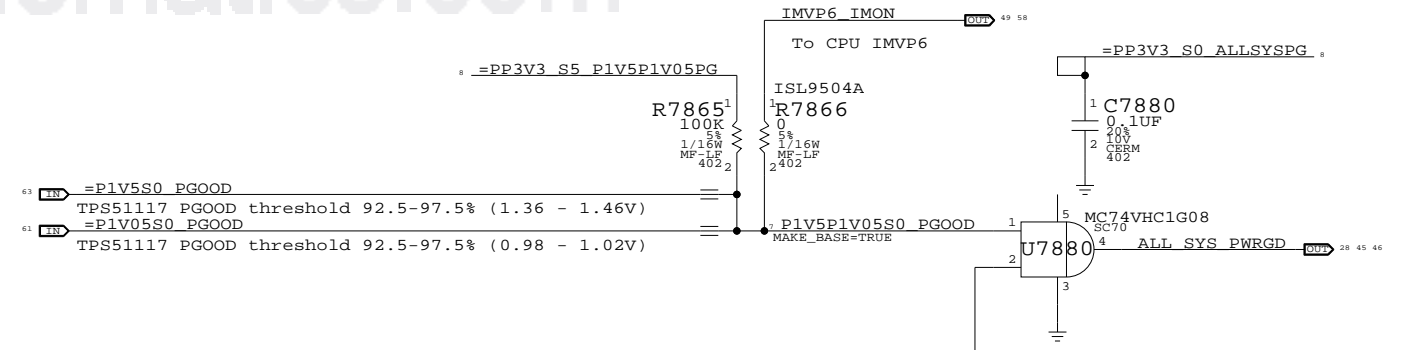 IMVP6_IMON
OUT 49 58
To CPU IMVP6
=PP3V3_S0_ALLSYSPG 8
8 =PP3V3_S5_P1V5P1V05PG
ISL9504A
R7865 1
100K
5%
1/16W
MF-LF
402 2
1 R7866
0
5%
1/16W
MF-LF
2 402
1 C7880
0.1UF
20%
10V
2 CERM
402
63 IN =P1V5S0_PGOOD
TPS51117 PGOOD threshold 92.5-97.5% (1.36 - 1.46V)
61 IN =P1V05S0_PGOOD
TPS51117 PGOOD threshold 92.5-97.5% (0.98 - 1.02V)
7 P1V5P1V05S0_PGOOD
MAKE_BASE=TRUE
1
2
5 MC74VHC1G08
SC70
U7880
4
3
ALL_SYS_PWRGD OUT 28 45 46